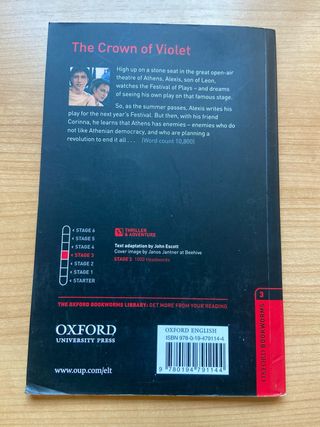 The Crown of Violet
High up on a stone seat in the great open-air
theatre of Athens, Alexis, son of Leon,
watches the Festival of Plays – and dreams
of seeing his own play on that famous stage.
So, as the summer passes, Alexis writes his
play for the next year's Festival. But then, with his friend
Corinna, he learns that Athens has enemies – enemies who
do not like Athenian democracy, and who are planning a
revolution to end it all . . . (Word count 10,800)
STAGE 6
STAGE 5
STAGE 4
STAGE 3
STAGE 2
STAGE 1
STARTER
THRILLER
& ADVENTURE
Text adaptation by John Escott
Cover image by Janos Jantner at Beehive
STAGE 3 1000 Headwords
THE OXFORD BOOKWORMS LIBRARY: GET MORE FROM YOUR READING
OXFORD
UNIVERSITY PRESS
www.oup.com/elt
OXFORD ENGLISH
ISBN 978-0-19-479114-4
9 780194 791144
3
OXFORD BOOKWORMS